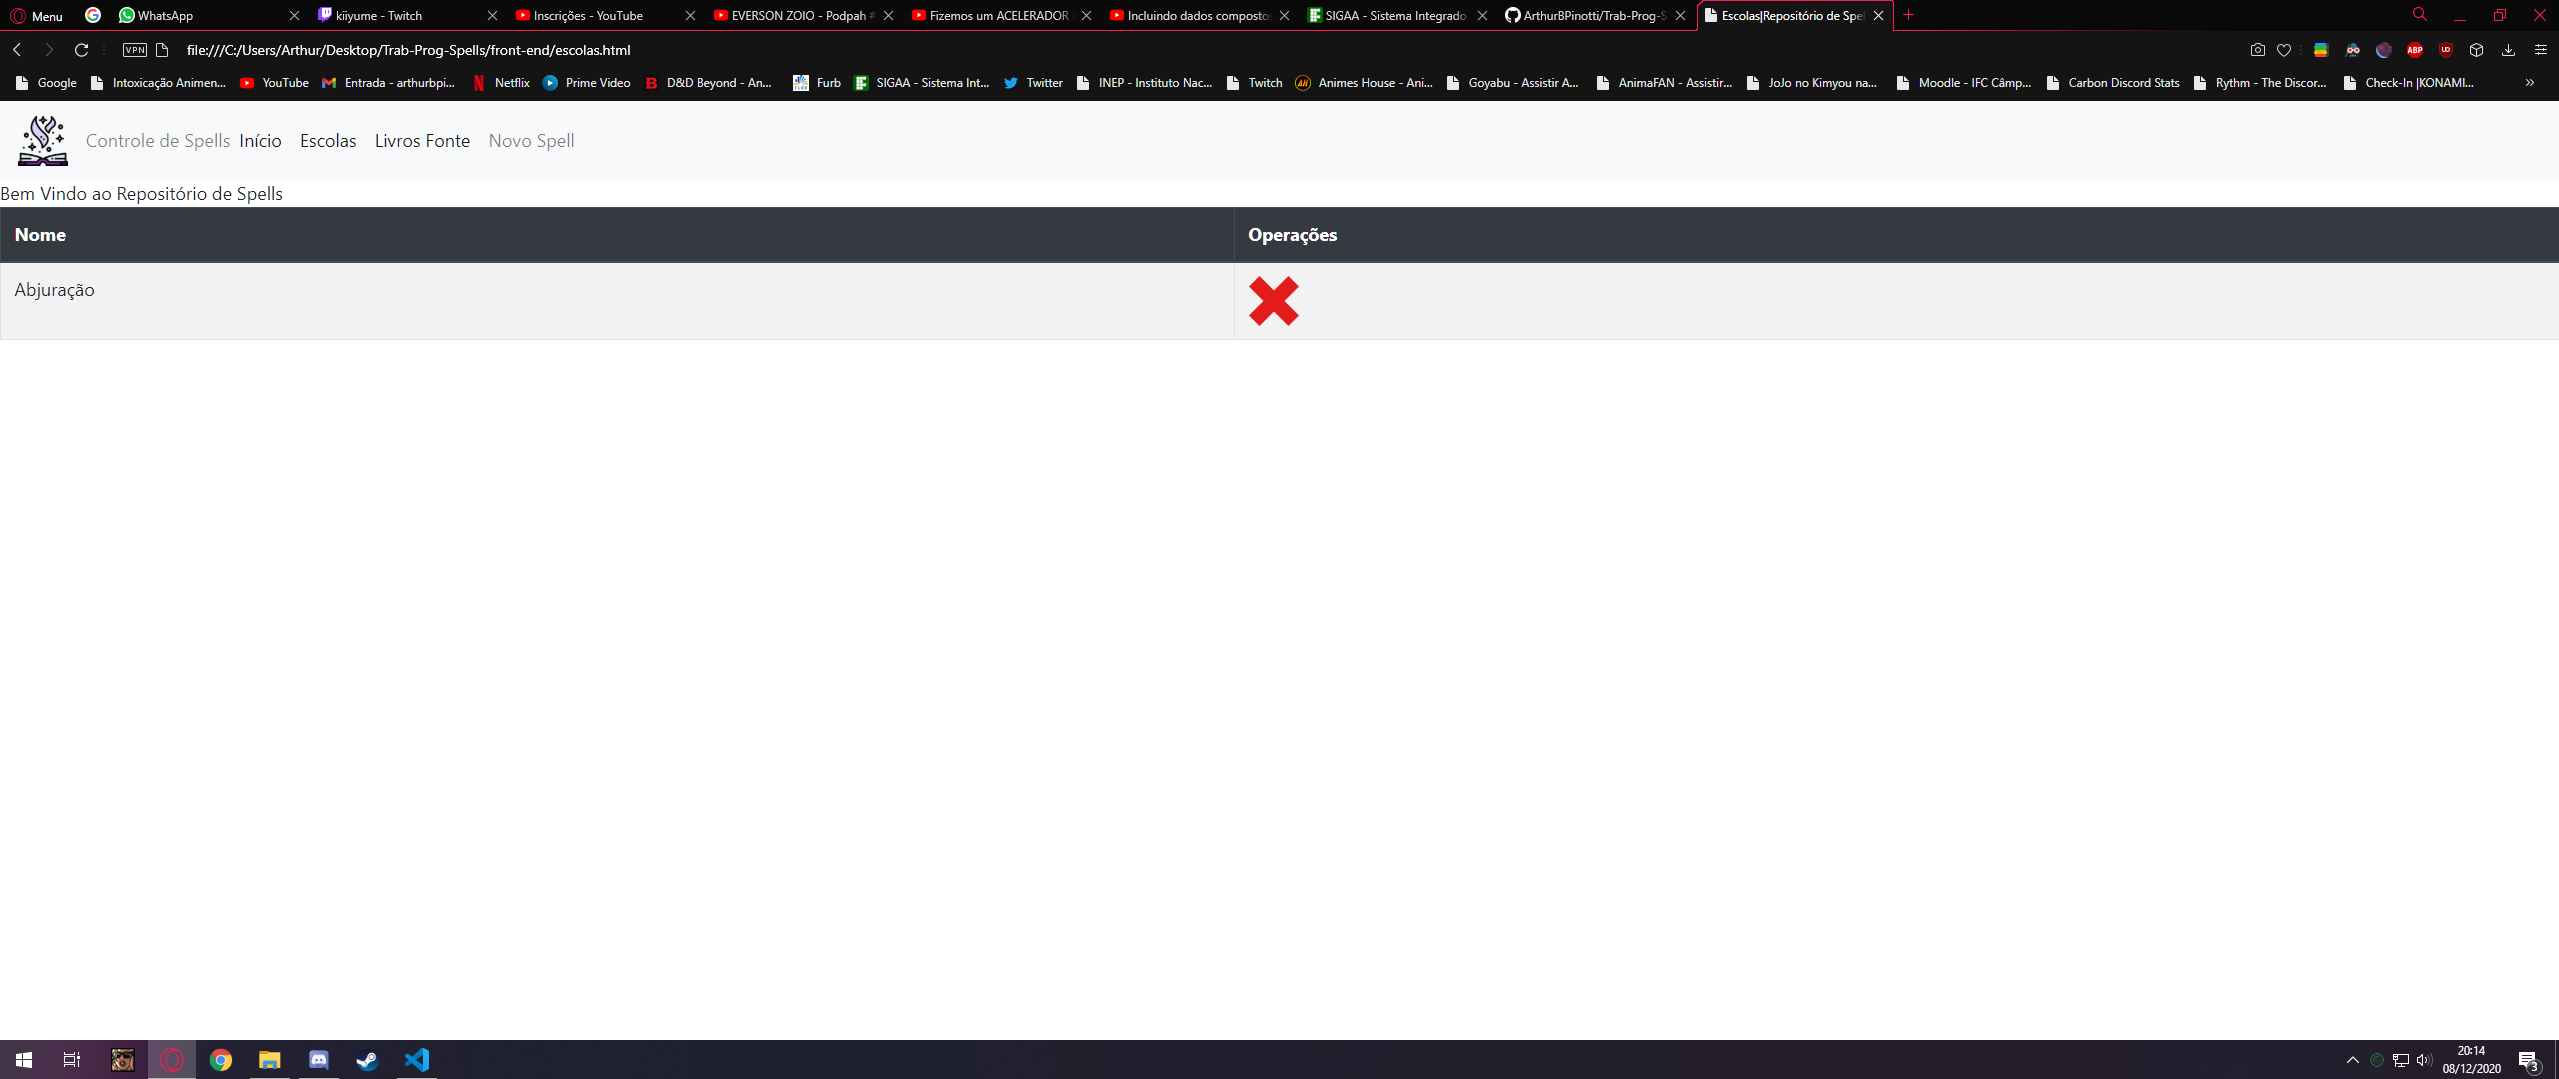 Menu WhatsApp kiiyume - Twitch Inscrições - YouTube EVERSON ZOIO - Podpah # Fizemos um ACELERADOR Incluindo dados composto SIGAA - Sistema Integrado ArthurBPinotti/Trab-Prog-S Escolas|Repositório de Spel
VPN file:///C:/Users/Arthur/Desktop/Trab-Prog-Spells/front-end/escolas.html ABP
Google Intoxicação Animen... YouTube Entrada - arthurbpi... Netflix Prime Video D&D Beyond - An... Furb SIGAA - Sistema Int... Twitter INEP - Instituto Nac... Twitch Animes House - Ani... Goyabu - Assistir A... AnimaFAN - Assistir... JoJo no Kimyou na... Moodle - IFC Câmp... Carbon Discord Stats Rythm - The Discor... Check-In |KONAMI... »
Controle de Spells Início Escolas Livros Fonte Novo Spell
Bem Vindo ao Repositório de Spells
Nome Operações
Abjuração
20:14
08/12/2020 3